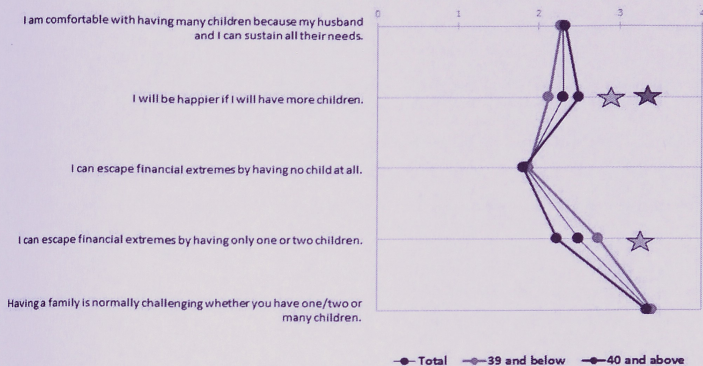 0 1 2 3 4
I am comfortable with having many children because my husband
and I can sustain all their needs.
I will be happier if I will have more children.
I can escape financial extremes by having no child at all.
I can escape financial extremes by having only one or two children.
Having a family is normally challenging whether you have one/two or
many children.
Total 39 and below 40 and above